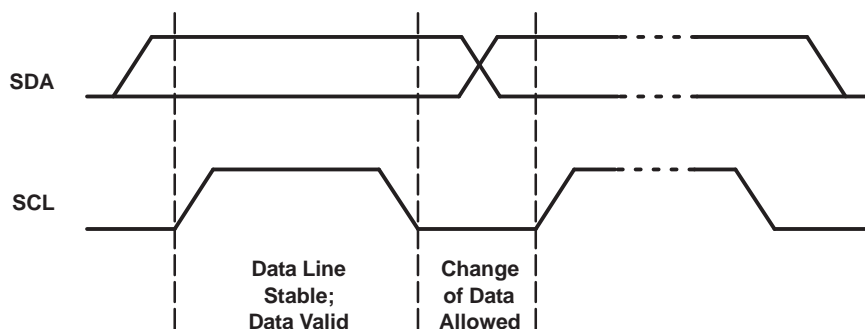 SDA
SCL
Data Line
Stable;
Data Valid
Change
of Data
Allowed